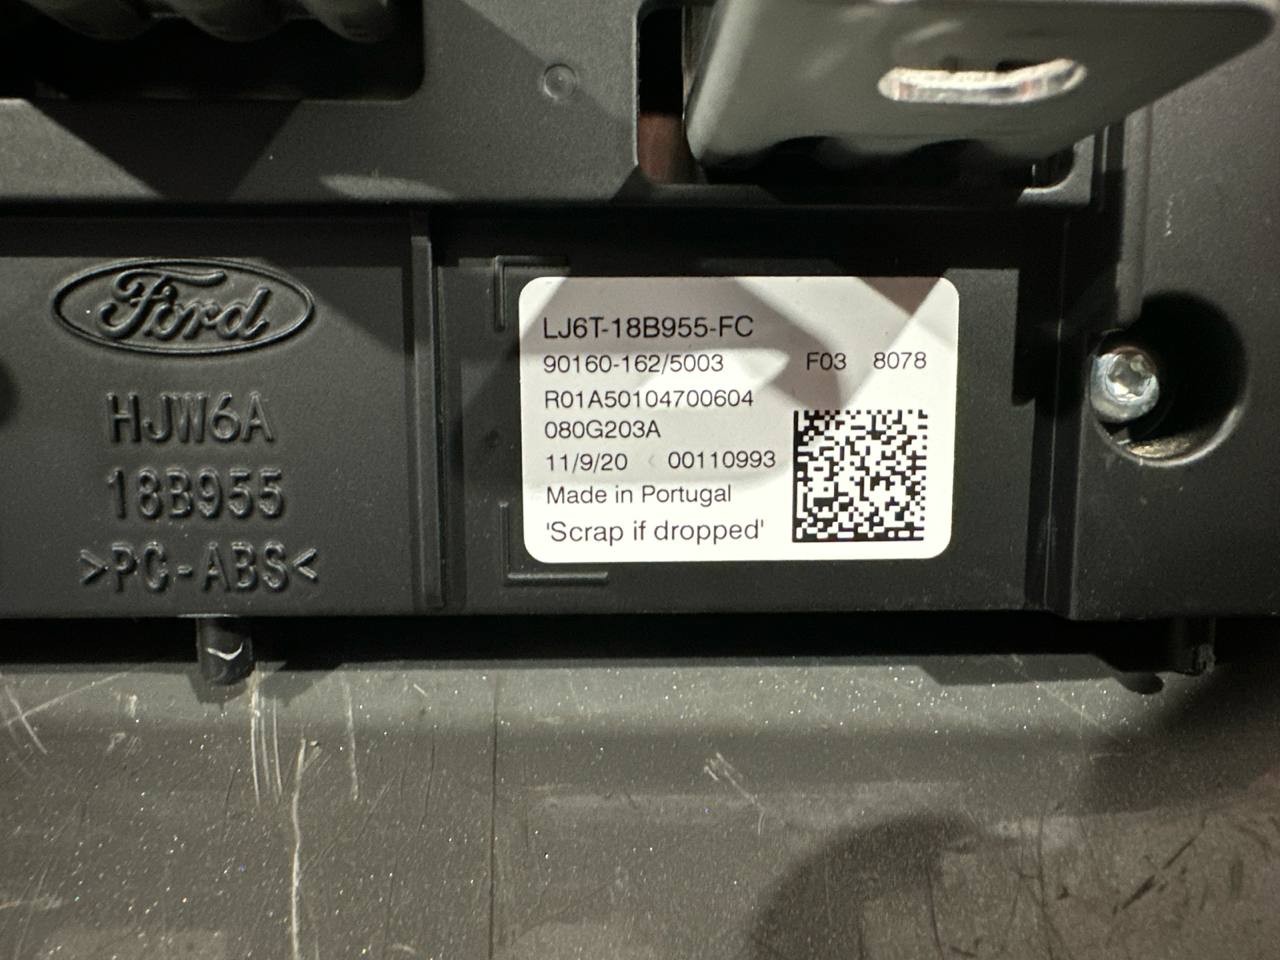 Ford
HJW6A
18B955
>PC-ABS<
LJ6T-18B955-FC
90160-162/5003 F03 8078
R01A50104700604
080G203A
11/9/20 00110993
Made in Portugal
'Scrap if dropped'